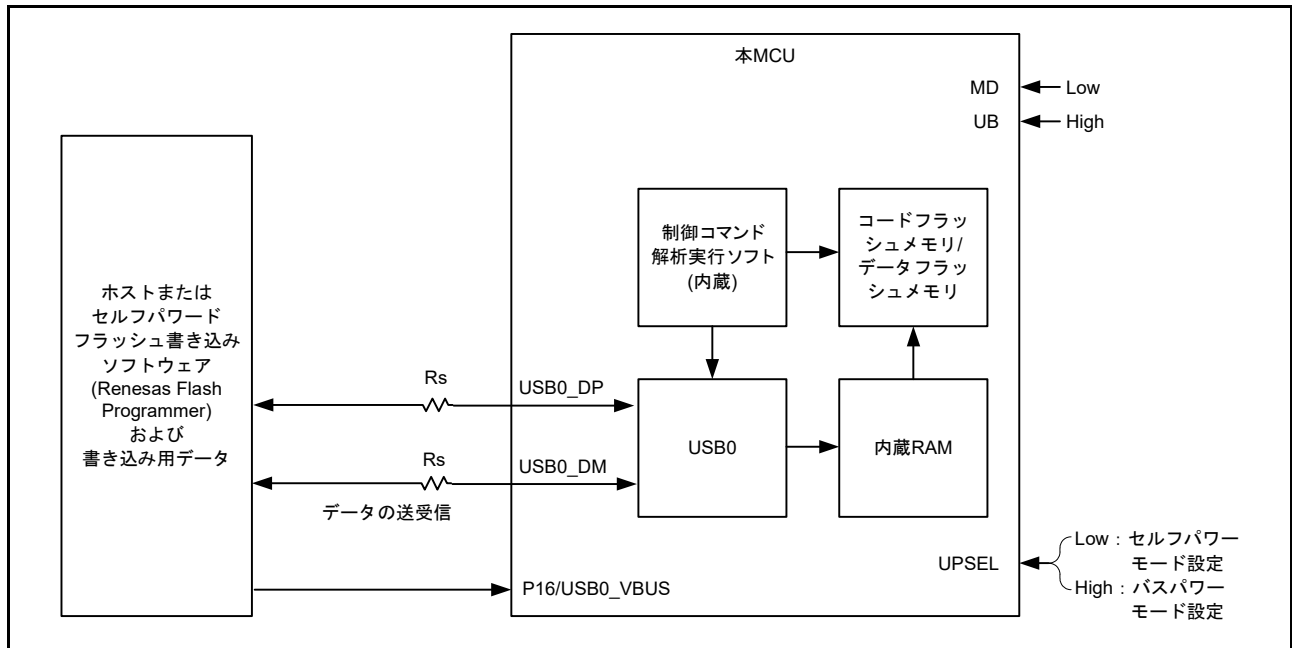 本MCU
MD
Low
UB
High
制御コマンド
解析実行ソフト
(内蔵)
コードフラッ
シュメモリ/
データフラッ
シュメモリ
ホストまたは
セルフパワード
フラッシュ書き込み
ソフトウェア
(Renesas Flash
Programmer)
および
書き込み用データ
Rs
USB0_DP
USB0
内蔵RAM
Rs
USB0_DM
データの送受信
UPSEL
Low：セルフパワー
モード設定
High：バスパワー
モード設定
P16/USB0_VBUS